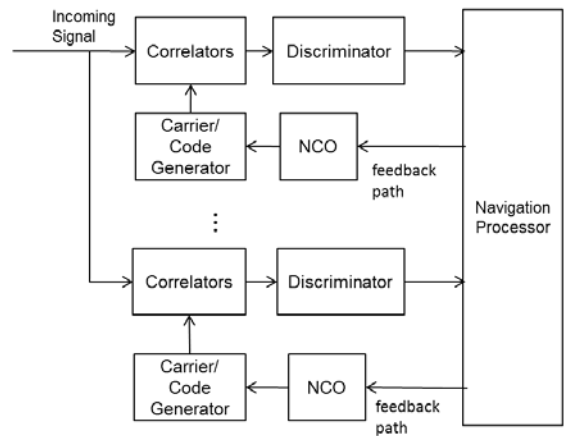 Incoming
Signal
Correlators
Discriminator
Carrier/
Code
Generator
NCO
feedback
path
Navigation
Processor
Correlators
Discriminator
Carrier/
Code
Generator
NCO
feedback
path